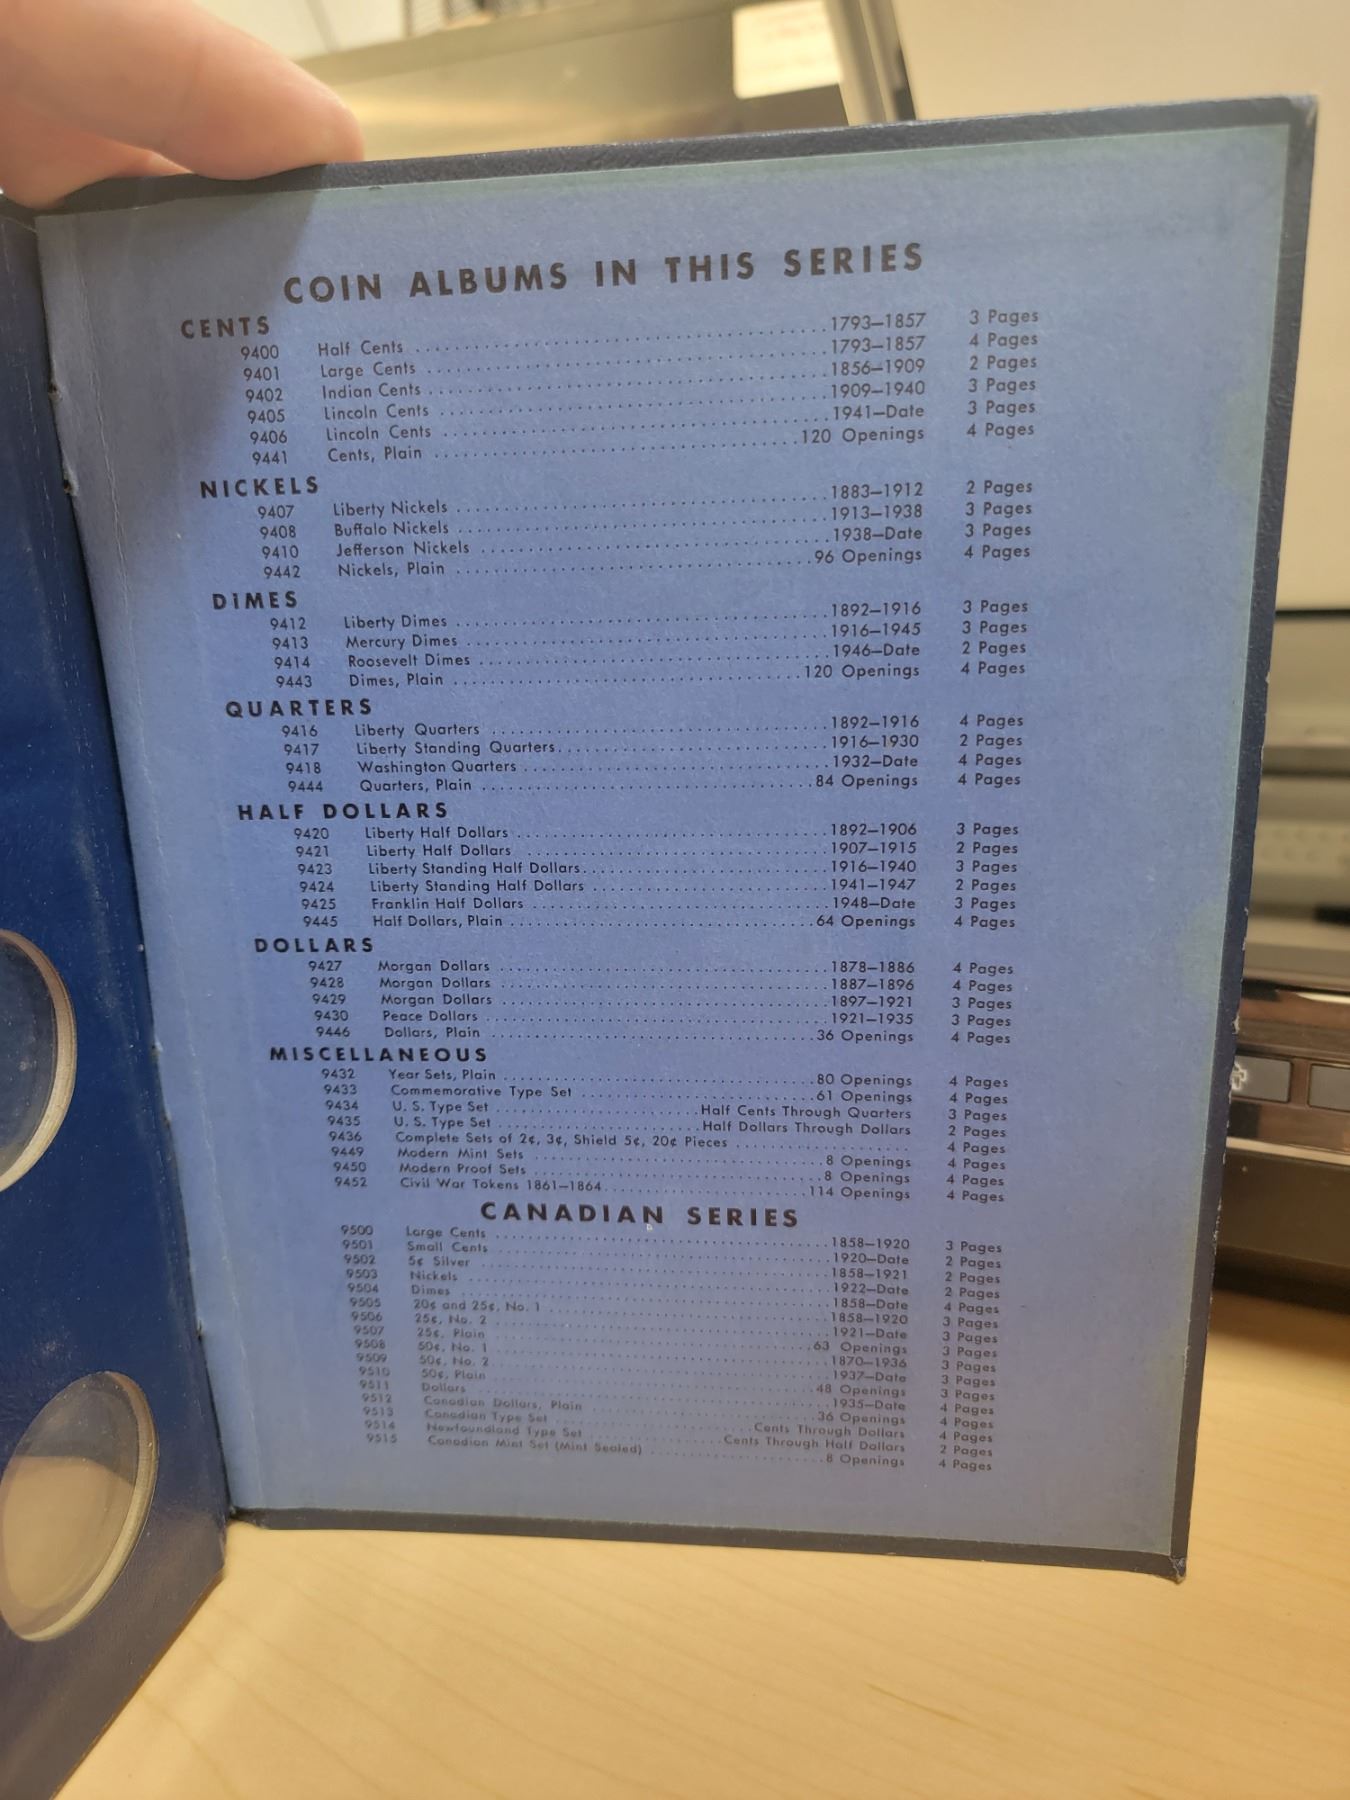 COIN ALBUMS IN THIS SERIES
CENTS
9400 Half Cents 1793–1857 3 Pages
9401 Large Cents 1793–1857 4 Pages
9402 Indian Cents 1856–1909 2 Pages
9405 Lincoln Cents 1909–1940 3 Pages
9406 Lincoln Cents 1941–Date 3 Pages
9441 Cents, Plain 120 Openings 4 Pages
NICKELS
9407 Liberty Nickels 1883–1912 2 Pages
9408 Buffalo Nickels 1913–1938 3 Pages
9410 Jefferson Nickels 1938–Date 3 Pages
9442 Nickels, Plain 96 Openings 4 Pages
DIMES
9412 Liberty Dimes 1892–1916 3 Pages
9413 Mercury Dimes 1916–1945 3 Pages
9414 Roosevelt Dimes 1946–Date 2 Pages
9443 Dimes, Plain 120 Openings 4 Pages
QUARTERS
9416 Liberty Quarters 1892–1916 4 Pages
9417 Liberty Standing Quarters 1916–1930 2 Pages
9418 Washington Quarters 1932–Date 4 Pages
9444 Quarters, Plain 84 Openings 4 Pages
HALF DOLLARS
9420 Liberty Half Dollars 1892–1906 3 Pages
9421 Liberty Half Dollars 1907–1915 2 Pages
9423 Liberty Standing Half Dollars 1916–1940 3 Pages
9424 Liberty Standing Half Dollars 1941–1947 2 Pages
9425 Franklin Half Dollars 1948–Date 3 Pages
9445 Half Dollars, Plain 64 Openings 4 Pages
DOLLARS
9427 Morgan Dollars 1878–1886 4 Pages
9428 Morgan Dollars 1887–1896 4 Pages
9429 Morgan Dollars 1897–1921 3 Pages
9430 Peace Dollars 1921–1935 3 Pages
9446 Dollars, Plain 36 Openings 4 Pages
MISCELLANEOUS
9432 Year Sets, Plain 80 Openings 4 Pages
9433 Commemorative Type Set 61 Openings 4 Pages
9434 U. S. Type Set Half Cents Through Quarters 3 Pages
9435 U. S. Type Set Half Dollars Through Dollars 2 Pages
9436 Complete Sets of 2¢, 3¢, Shield 5¢, 20¢ Pieces 4 Pages
9449 Modern Mint Sets 8 Openings 4 Pages
9450 Modern Proof Sets 8 Openings 4 Pages
9452 Civil War Tokens 1861–1864 114 Openings 4 Pages
CANADIAN SERIES
9500 Large Cents 1858–1920 3 Pages
9501 Small Cents 1920–Date 2 Pages
9502 5¢ Silver 1858–1921 2 Pages
9503 Nickels 1922–Date 2 Pages
9504 Dimes 1858–Date 4 Pages
9505 20¢ and 25¢, No. 1 1858–1920 3 Pages
9506 25¢, No. 2 1921–Date 3 Pages
9507 25¢, Plain 63 Openings 3 Pages
9508 50¢, No. 1 1870–1936 3 Pages
9509 50¢, No. 2 1937–Date 3 Pages
9510 50¢, Plain 48 Openings 3 Pages
9511 Dollars 1935–Date 4 Pages
9512 Canadian Dollars, Plain 36 Openings 4 Pages
9513 Canadian Type Set Cents Through Dollars 4 Pages
9514 Newfoundland Type Set Cents Through Half Dollars 2 Pages
9515 Canadian Mint Set (Mint Sealed) 8 Openings 4 Pages